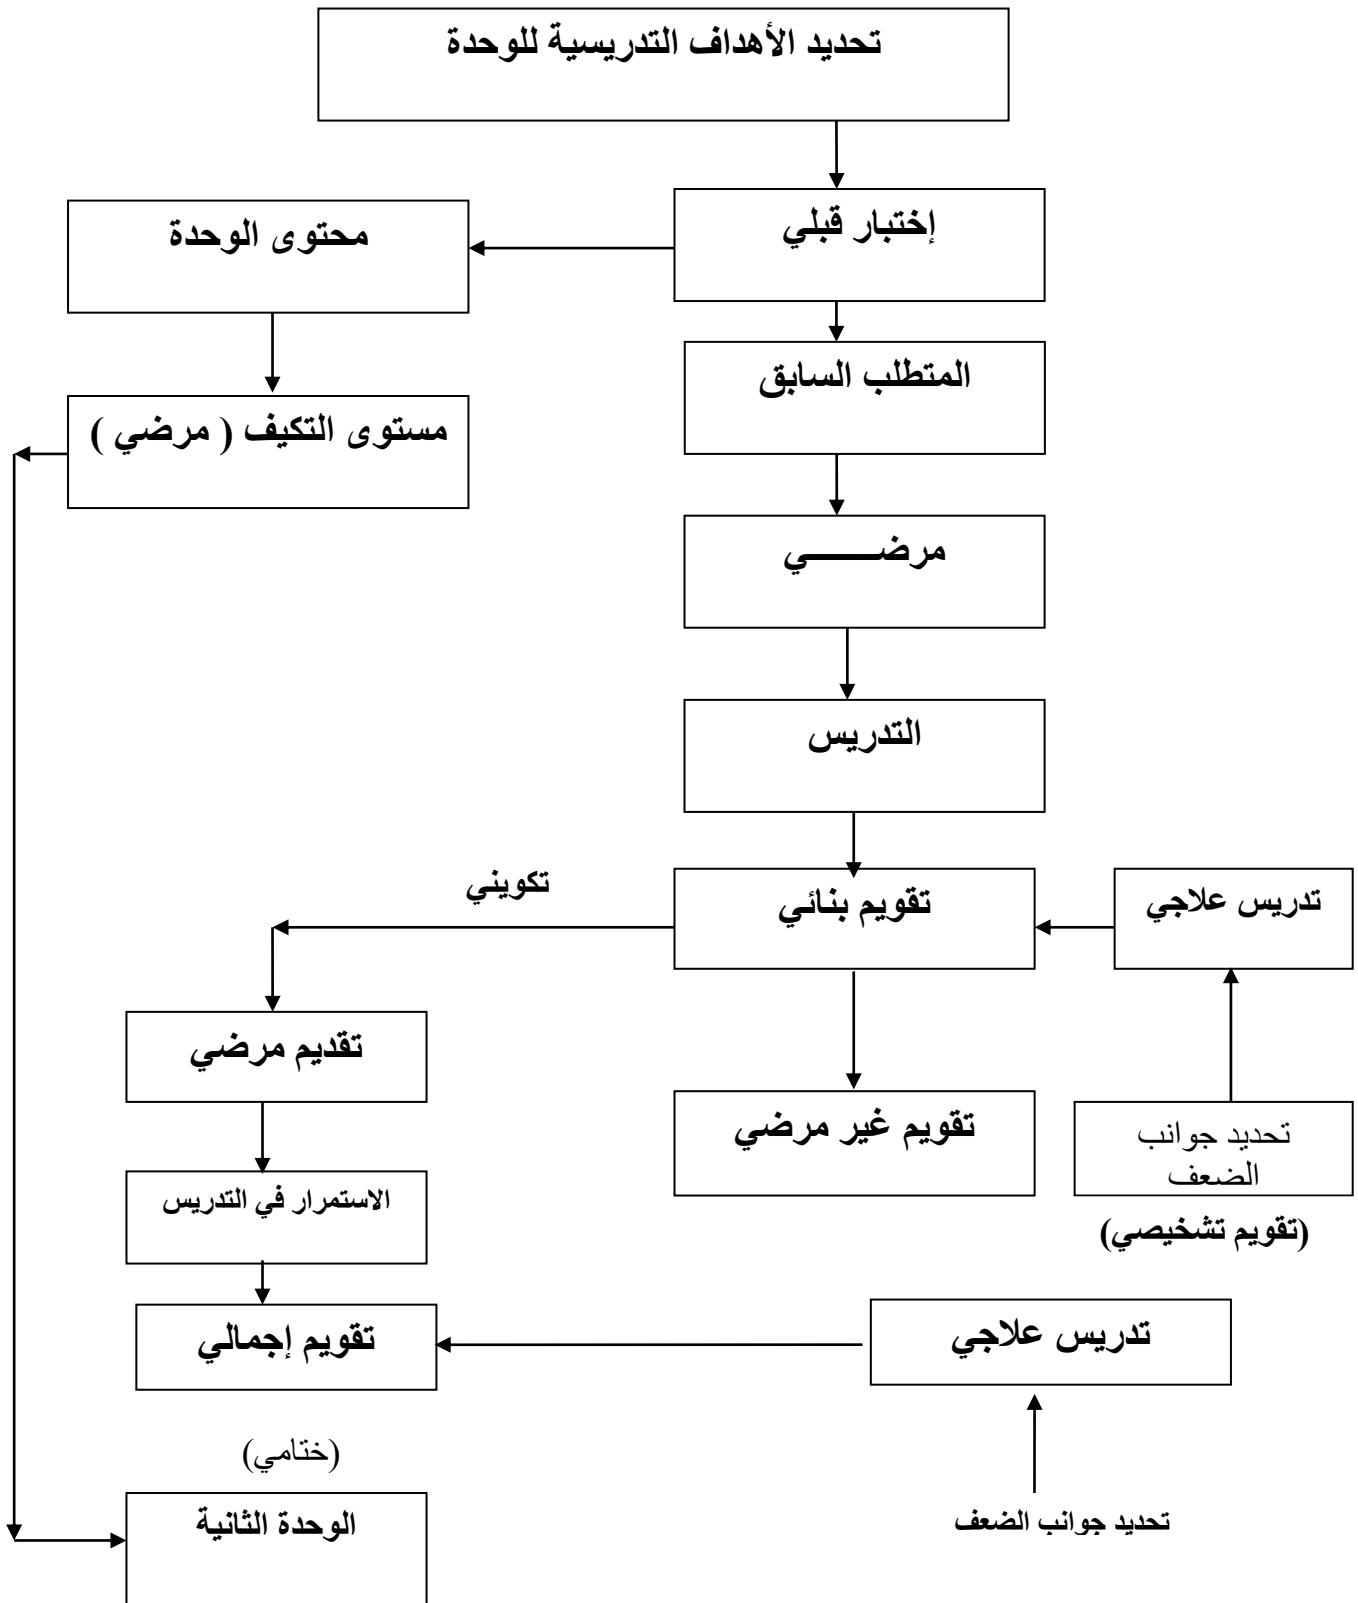 تحديد الأهداف التدريسية للوحدة
إختبار قبلي
محتوى الوحدة
المتطلب السابق
مستوى التكيف ( مرضي )
مرضـــــــي
التدريس
تكويني
تدريس علاجي
تقويم بنائي
تقديم مرضي
تقويم غير مرضي
تحديد جوانب
الضعف
(تقويم تشخيصي)
الاستمرار في التدريس
تدريس علاجي
تقويم إجمالي
(ختامي)
تحديد جوانب الضعف
الوحدة الثانية